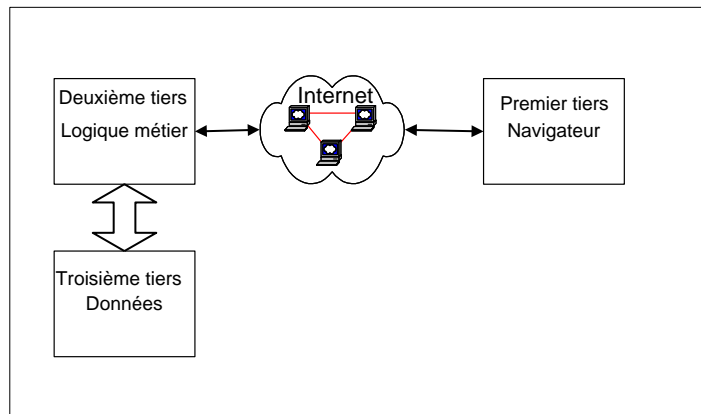 Deuxième tiers
Logique métier
Internet
Premier tiers
Navigateur
Troisième tiers
Données